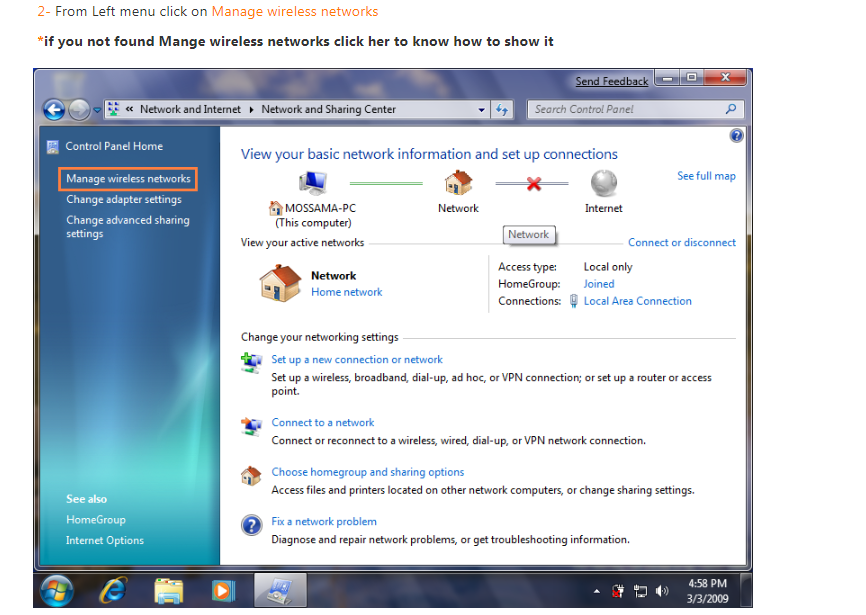 2- From Left menu click on Manage wireless networks
*if you not found Mange wireless networks click her to know how to show it
Send Feedback
« Network and Internet Network and Sharing Center
Search Control Panel
Control Panel Home
Manage wireless networks
Change adapter settings
Change advanced sharing
settings
View your basic network information and set up connections
See full map
MOSSAMA-PC
(This computer)
Network
Internet
Network
View your active networks
Connect or disconnect
Network
Home network
Access type: Local only
HomeGroup: Joined
Connections: Local Area Connection
Change your networking settings
Set up a new connection or network
Set up a wireless, broadband, dial-up, ad hoc, or VPN connection; or set up a router or access
point.
Connect to a network
Connect or reconnect to a wireless, wired, dial-up, or VPN network connection.
Choose homegroup and sharing options
Access files and printers located on other network computers, or change sharing settings.
Fix a network problem
Diagnose and repair network problems, or get troubleshooting information.
See also
HomeGroup
Internet Options
4:58 PM
3/3/2009